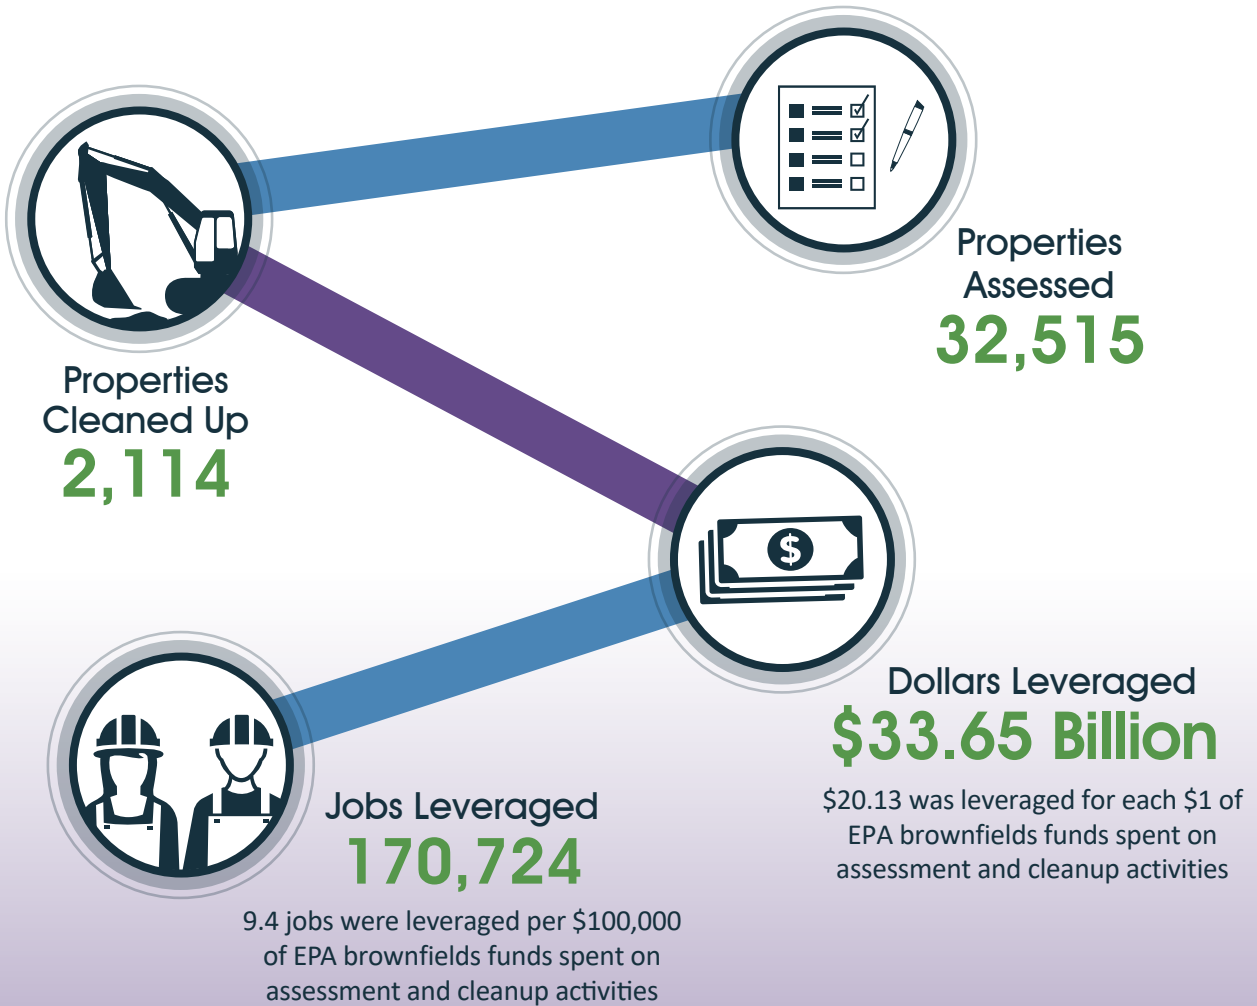 Properties
Assessed
32,515
Properties
Cleaned Up
2,114
$
Dollars Leveraged
$33.65 Billion
$20.13 was leveraged for each $1 of
EPA brownfields funds spent on
assessment and cleanup activities
Jobs Leveraged
170,724
9.4 jobs were leveraged per $100,000
of EPA brownfields funds spent on
assessment and cleanup activities